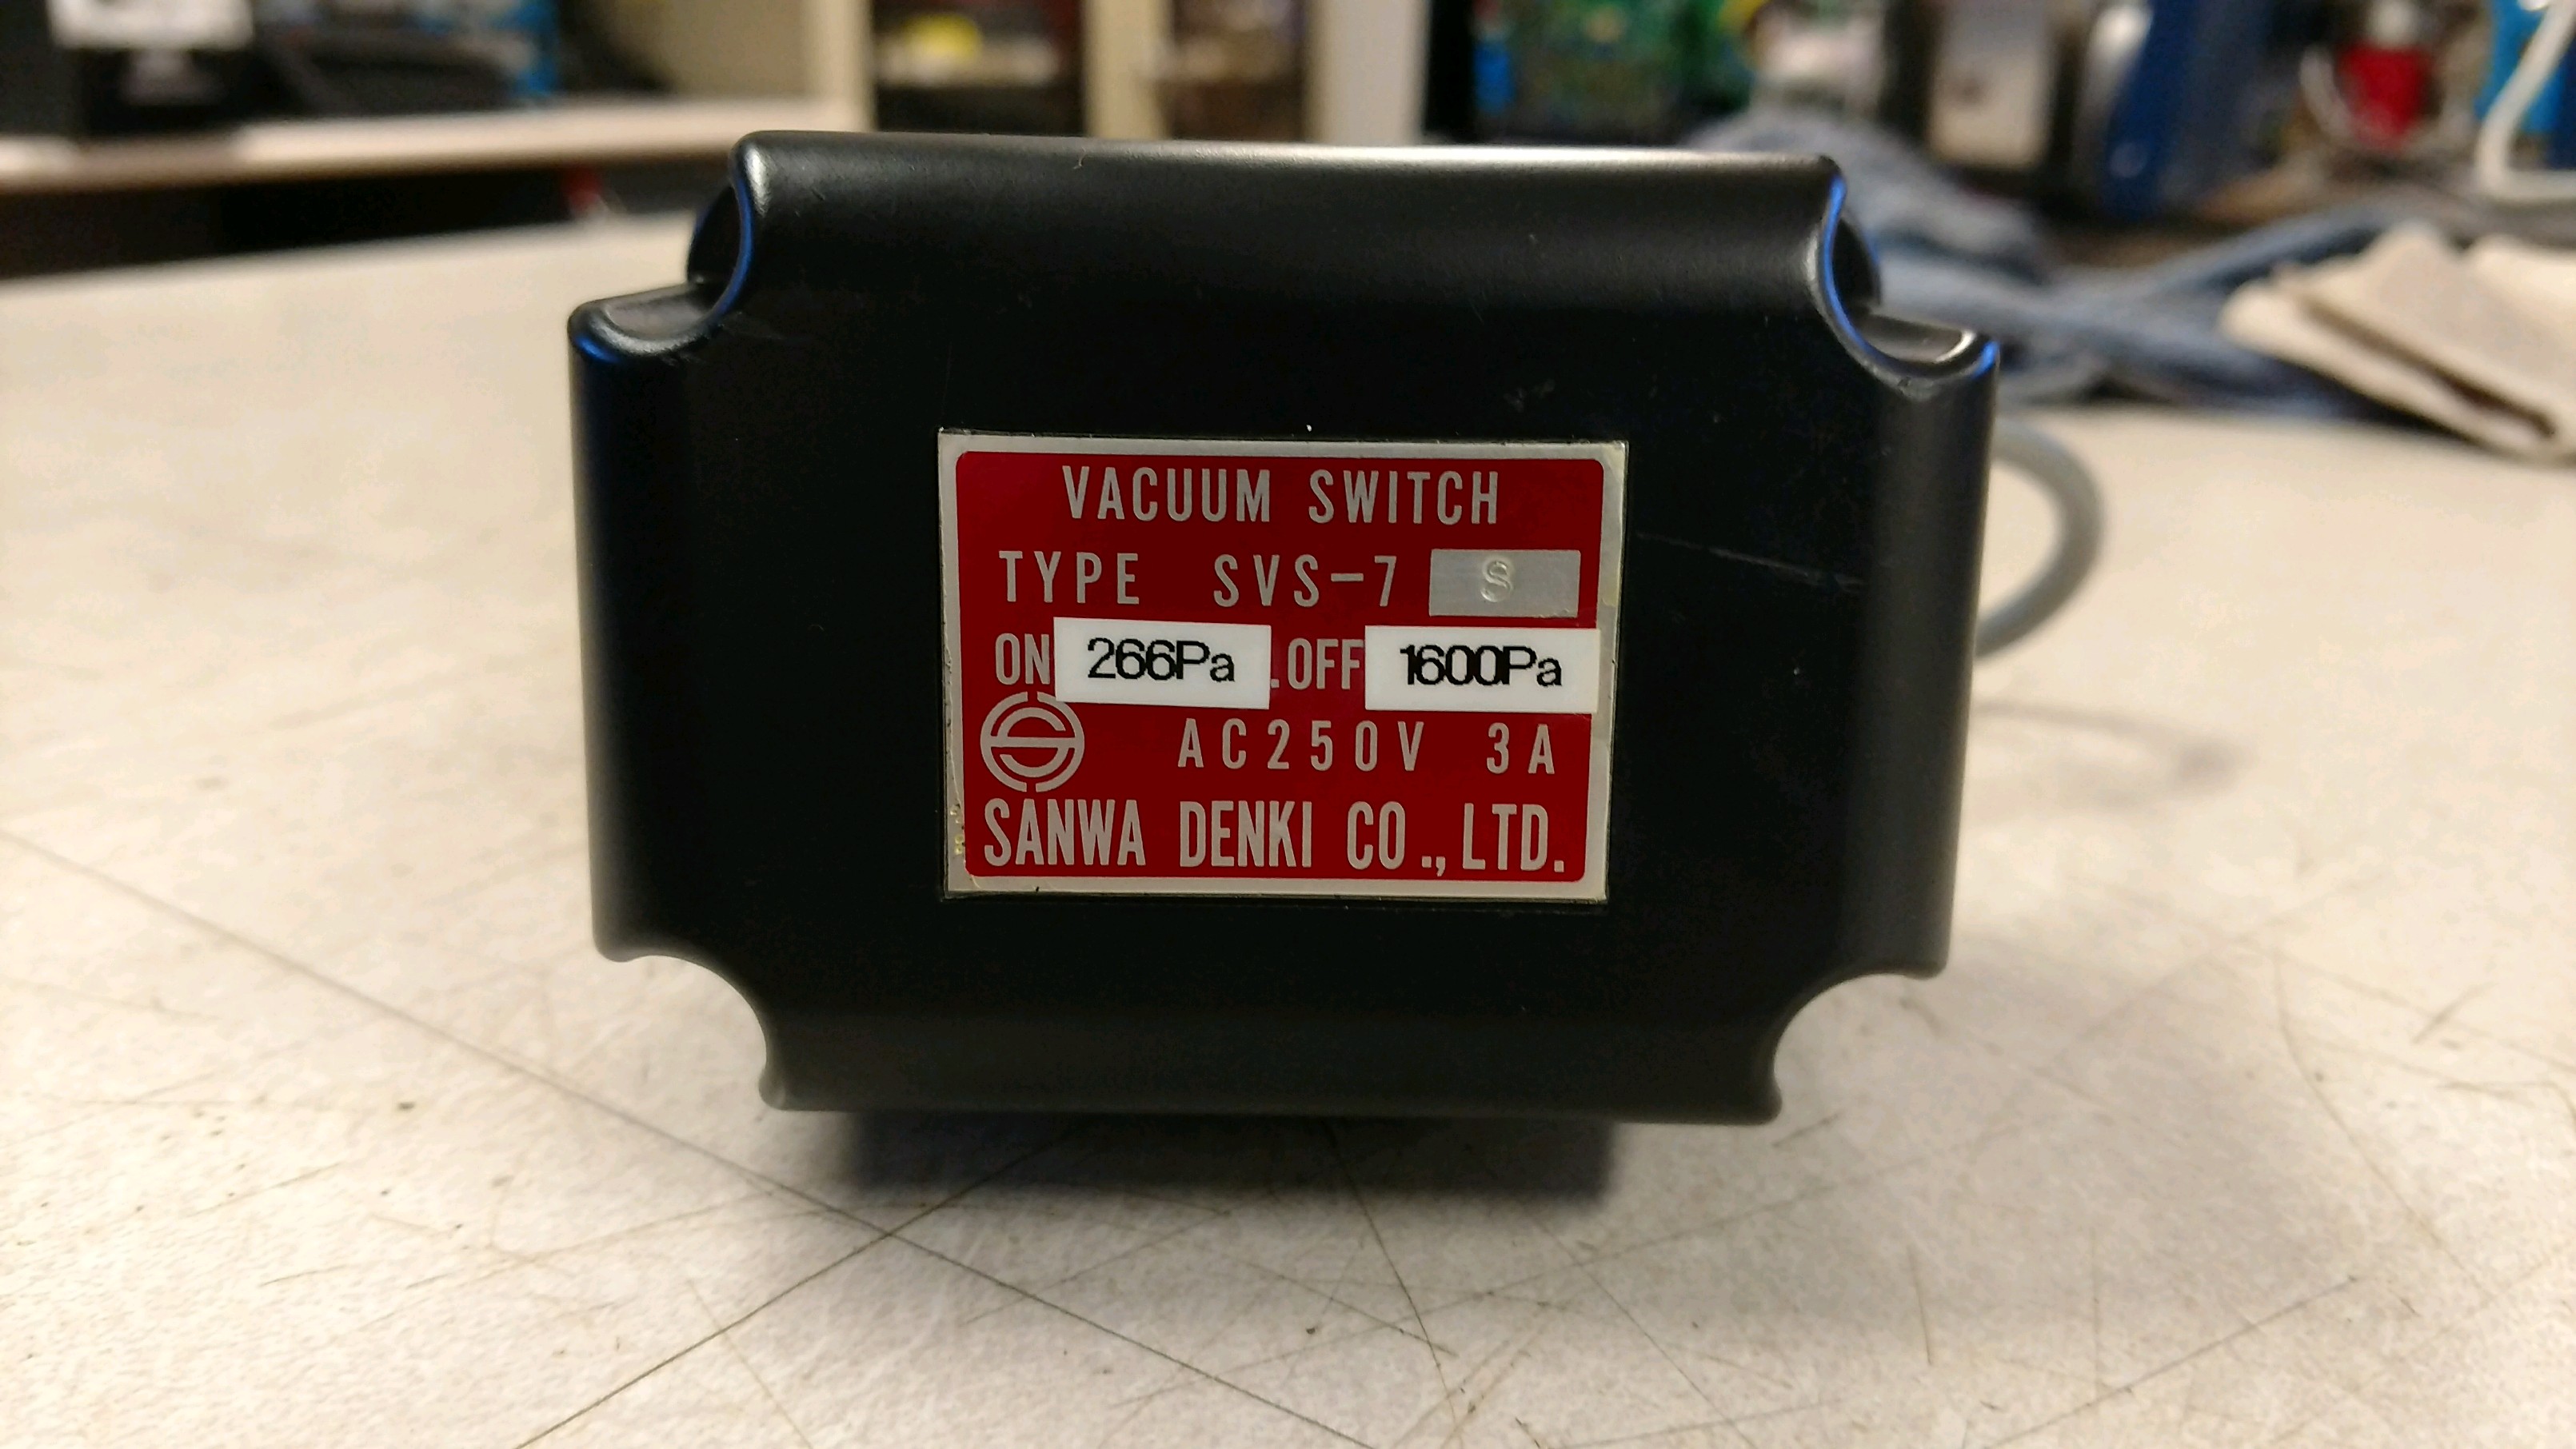 VACUUM SWITCH
TYPE SVS-7 S
ON 266Pa .OFF 1600Pa
AC250V 3A
SANWA DENKI CO.,LTD.